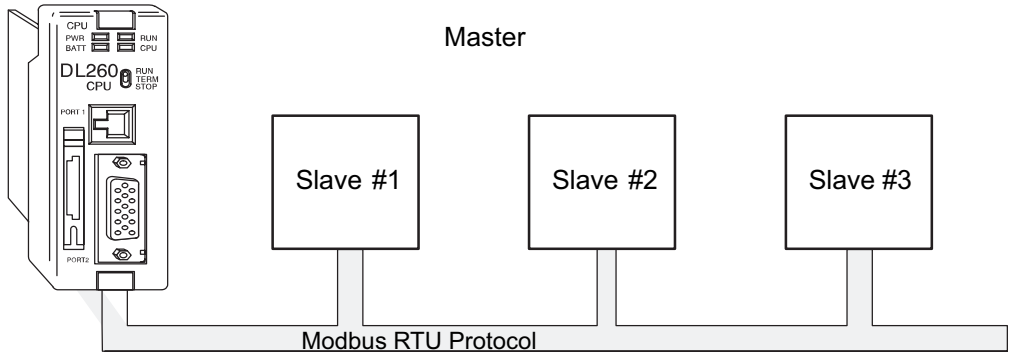 CPU
PWR RUN
BATT CPU
DL260 RUN
TERM
CPU STOP
PORT 1
PORT2
Master
Slave #1
Slave #2
Slave #3
Modbus RTU Protocol